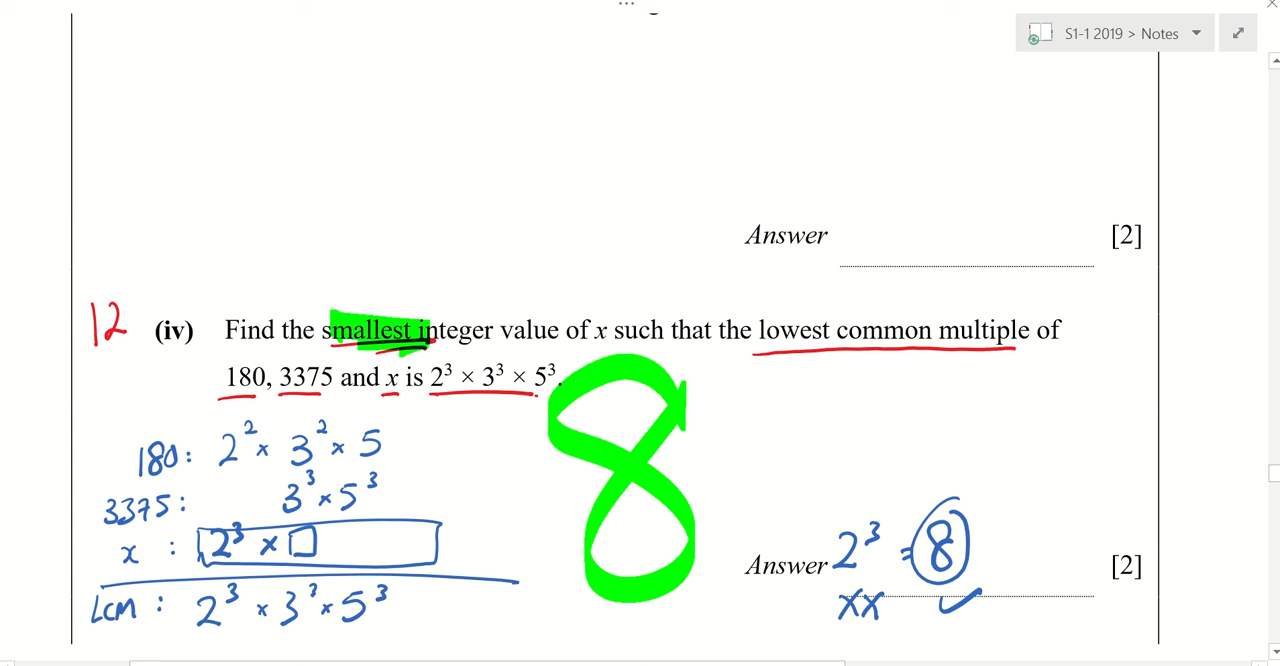 S1-1 2019 > Notes
Answer [2]
12 (iv) Find the smallest integer value of x such that the lowest common multiple of
180, 3375 and x is 2³ × 3³ × 5³.
180: 2² × 3² × 5
3375: 3³ × 5³
x : 2³ × □
LCM : 2³ × 3³ × 5³
8
Answer 2³ = 8 [2]
XX ✓